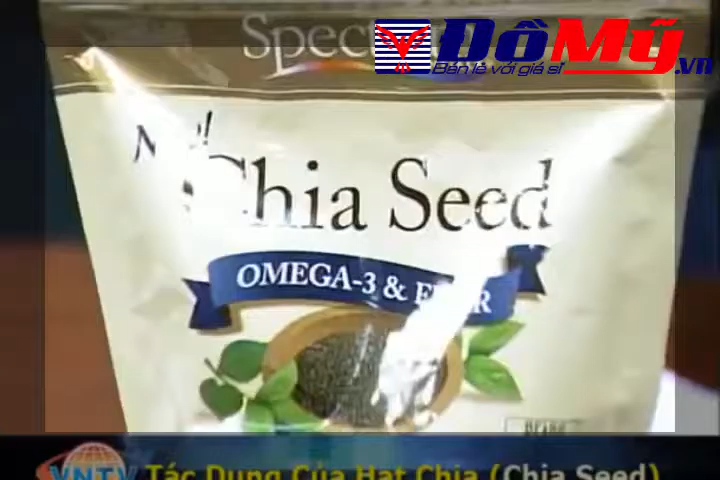 ĐồMỹ.vn
Bán lẻ với giá sỉ
Chia Seed
OMEGA-3 &
VNTV Tác Dụng Của Hạt Chia (Chia Seed)